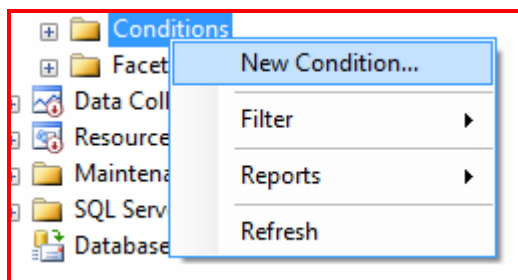 Conditions
New Condition...
Facet
Data Coll
Filter
Resource
Maintena
Reports
SQL Serv
Refresh
Database